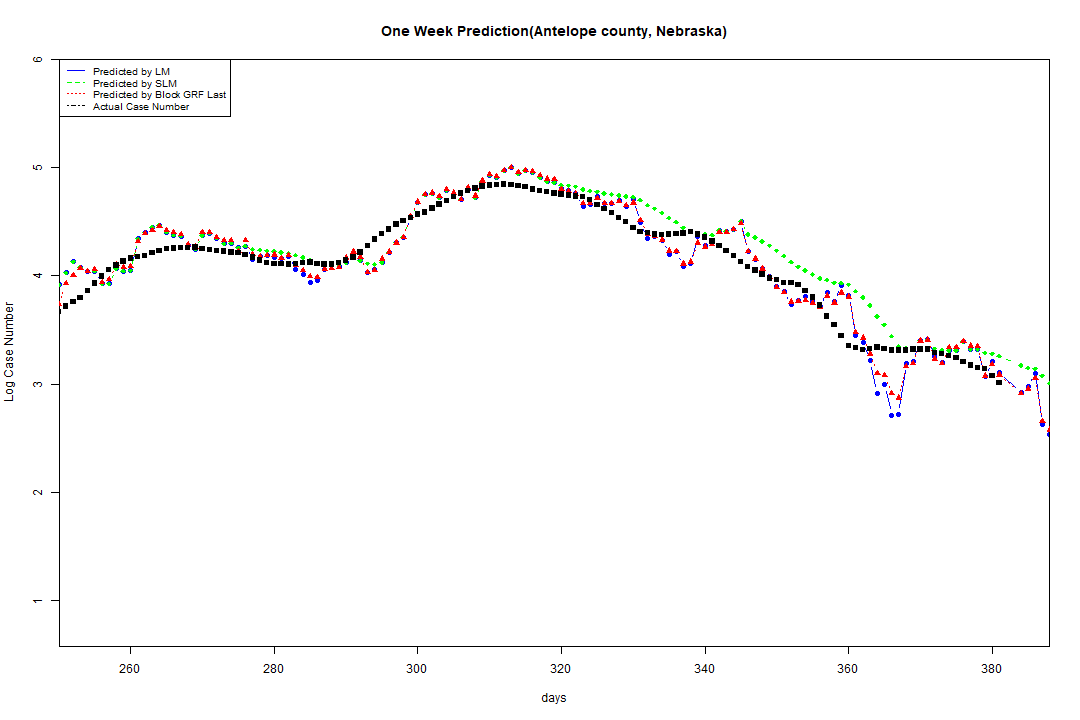 One Week Prediction(Antelope county, Nebraska)
6
Predicted by LM
Predicted by SLM
Predicted by Block GRF Last
Actual Case Number
5
4
3
2
1
Log Case Number
260 280 300 320 340 360 380
days